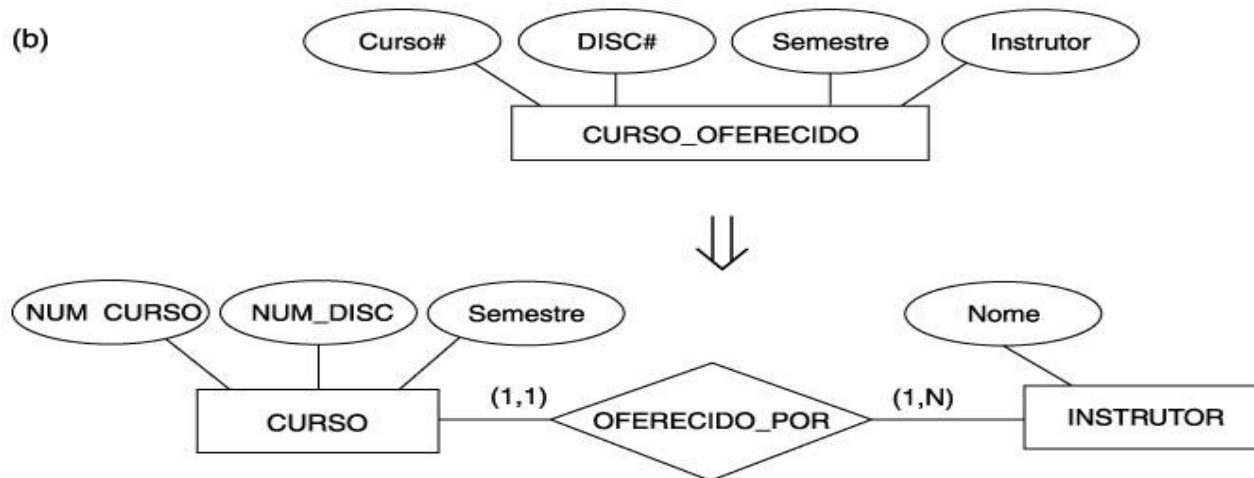 (b)
Curso# DISC# Semestre Instrutor
CURSO_OFERECIDO
NUM CURSO NUM_DISC Semestre Nome
(1,1) (1,N)
CURSO OFERECIDO_POR INSTRUTOR